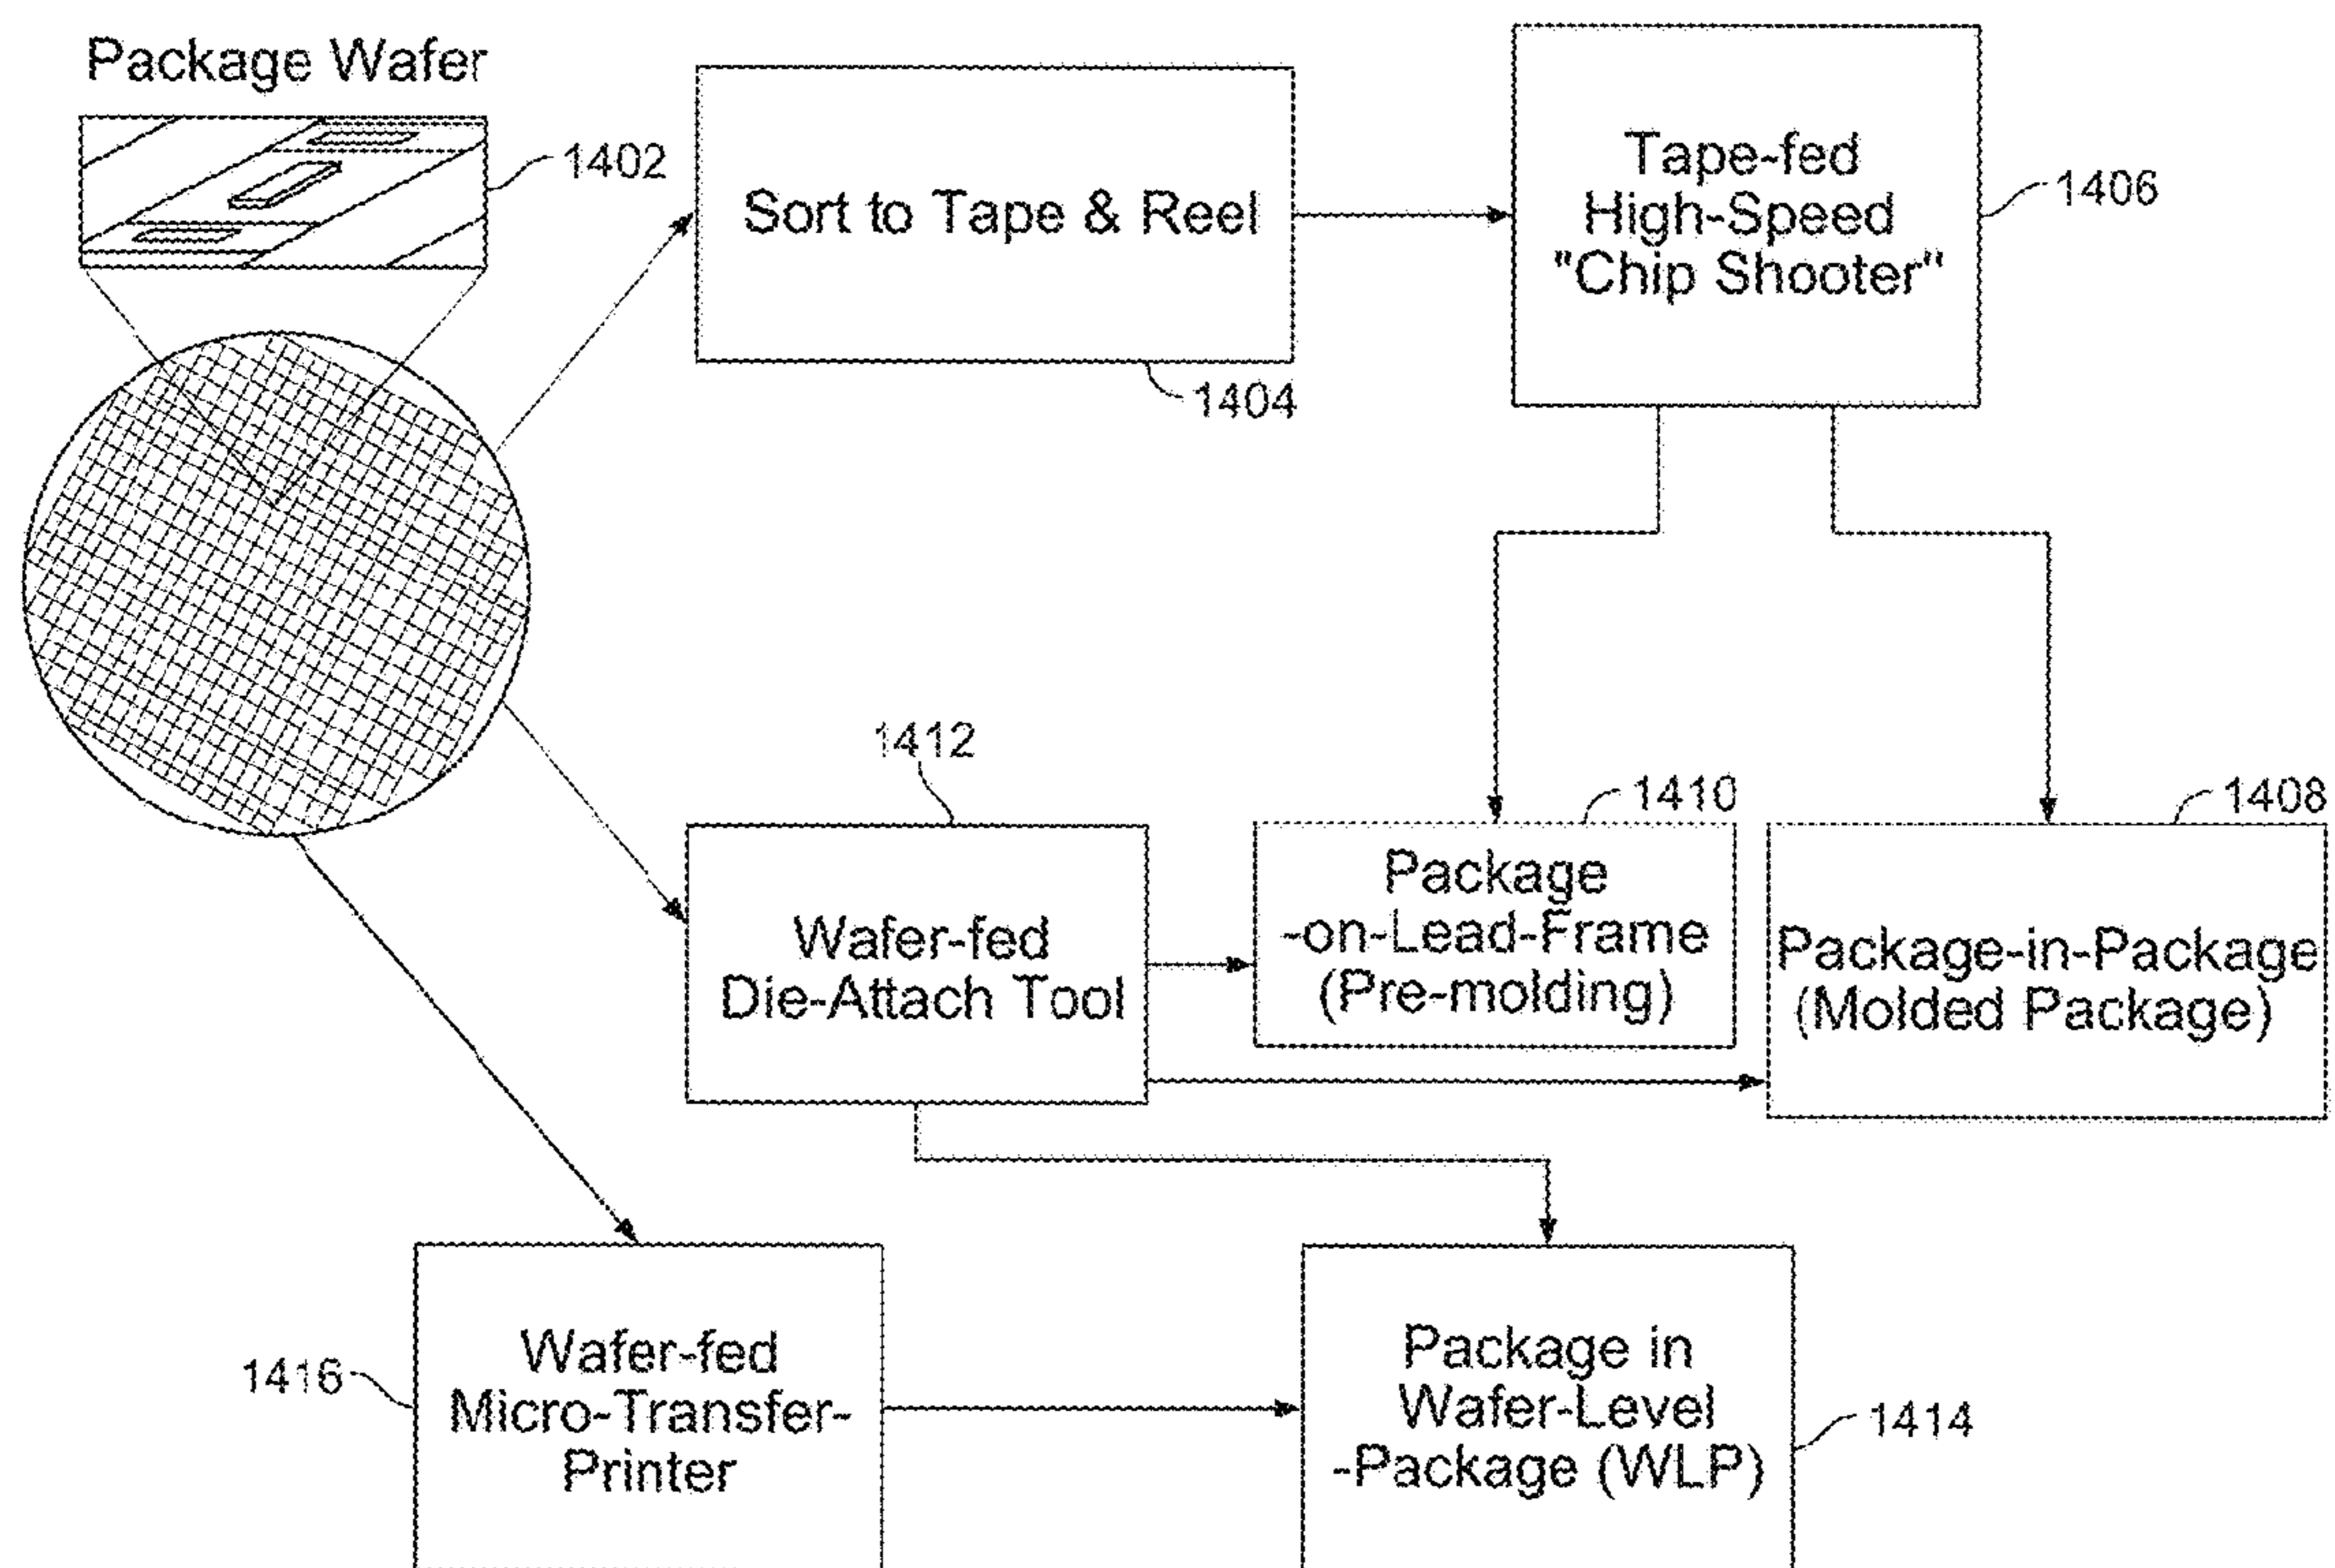 Package Wafer
1402
Sort to Tape & Reel
1404
Tape-fed
High-Speed
"Chip Shooter"
1406
1412
Wafer-fed
Die-Attach Tool
1410
Package
-on-Lead-Frame
(Pre-molding)
1408
Package-in-Package
(Molded Package)
1416
Wafer-fed
Micro-Transfer-
Printer
Package in
Wafer-Level
-Package (WLP)
1414